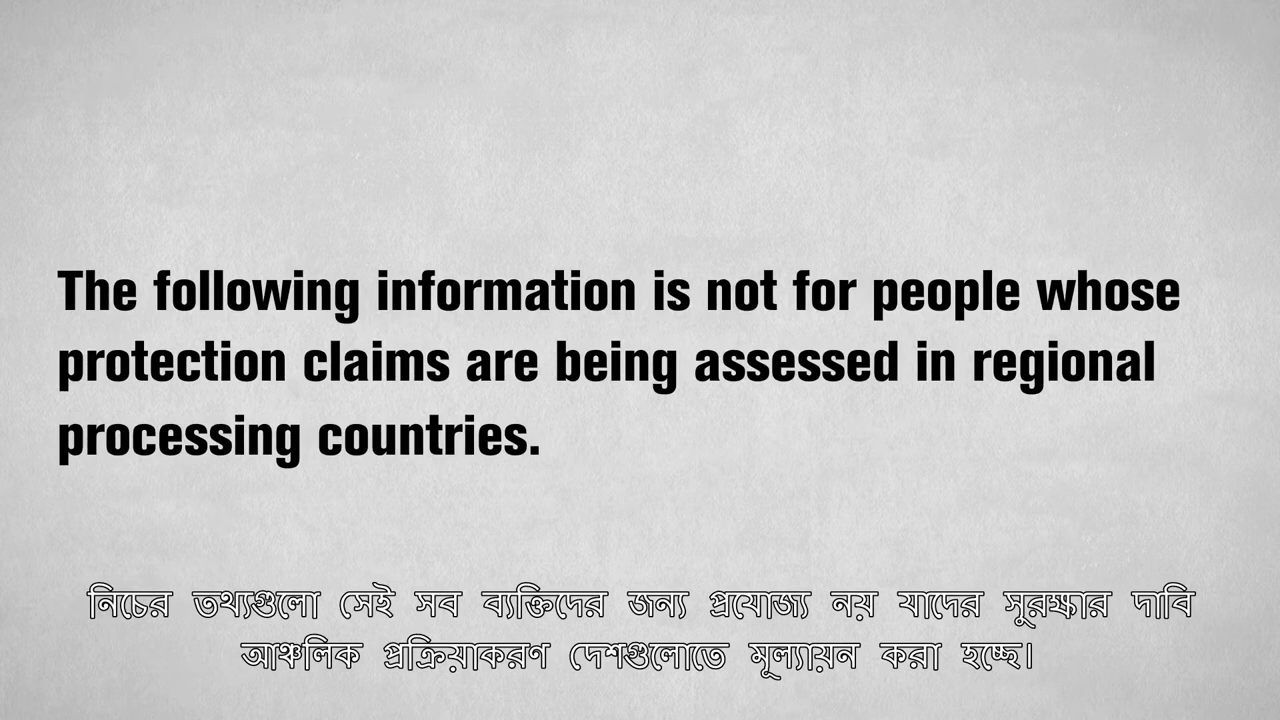 The following information is not for people whose
protection claims are being assessed in regional
processing countries.
নিচের তথ্যগুলো সেই সব ব্যক্তিদের জন্য প্রযোজ্য নয় যাদের সুরক্ষার দাবি
আঞ্চলিক প্রক্রিয়াকরণ দেশগুলোতে মূল্যায়ন করা হচ্ছে।